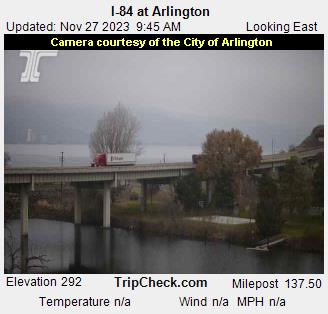 I-84 at Arlington
Updated: Nov 27 2023 9:45 AM Looking East
Camera courtesy of the City of Arlington
Elevation 292 TripCheck.com Milepost 137.50
Temperature n/a Wind n/a MPH n/a